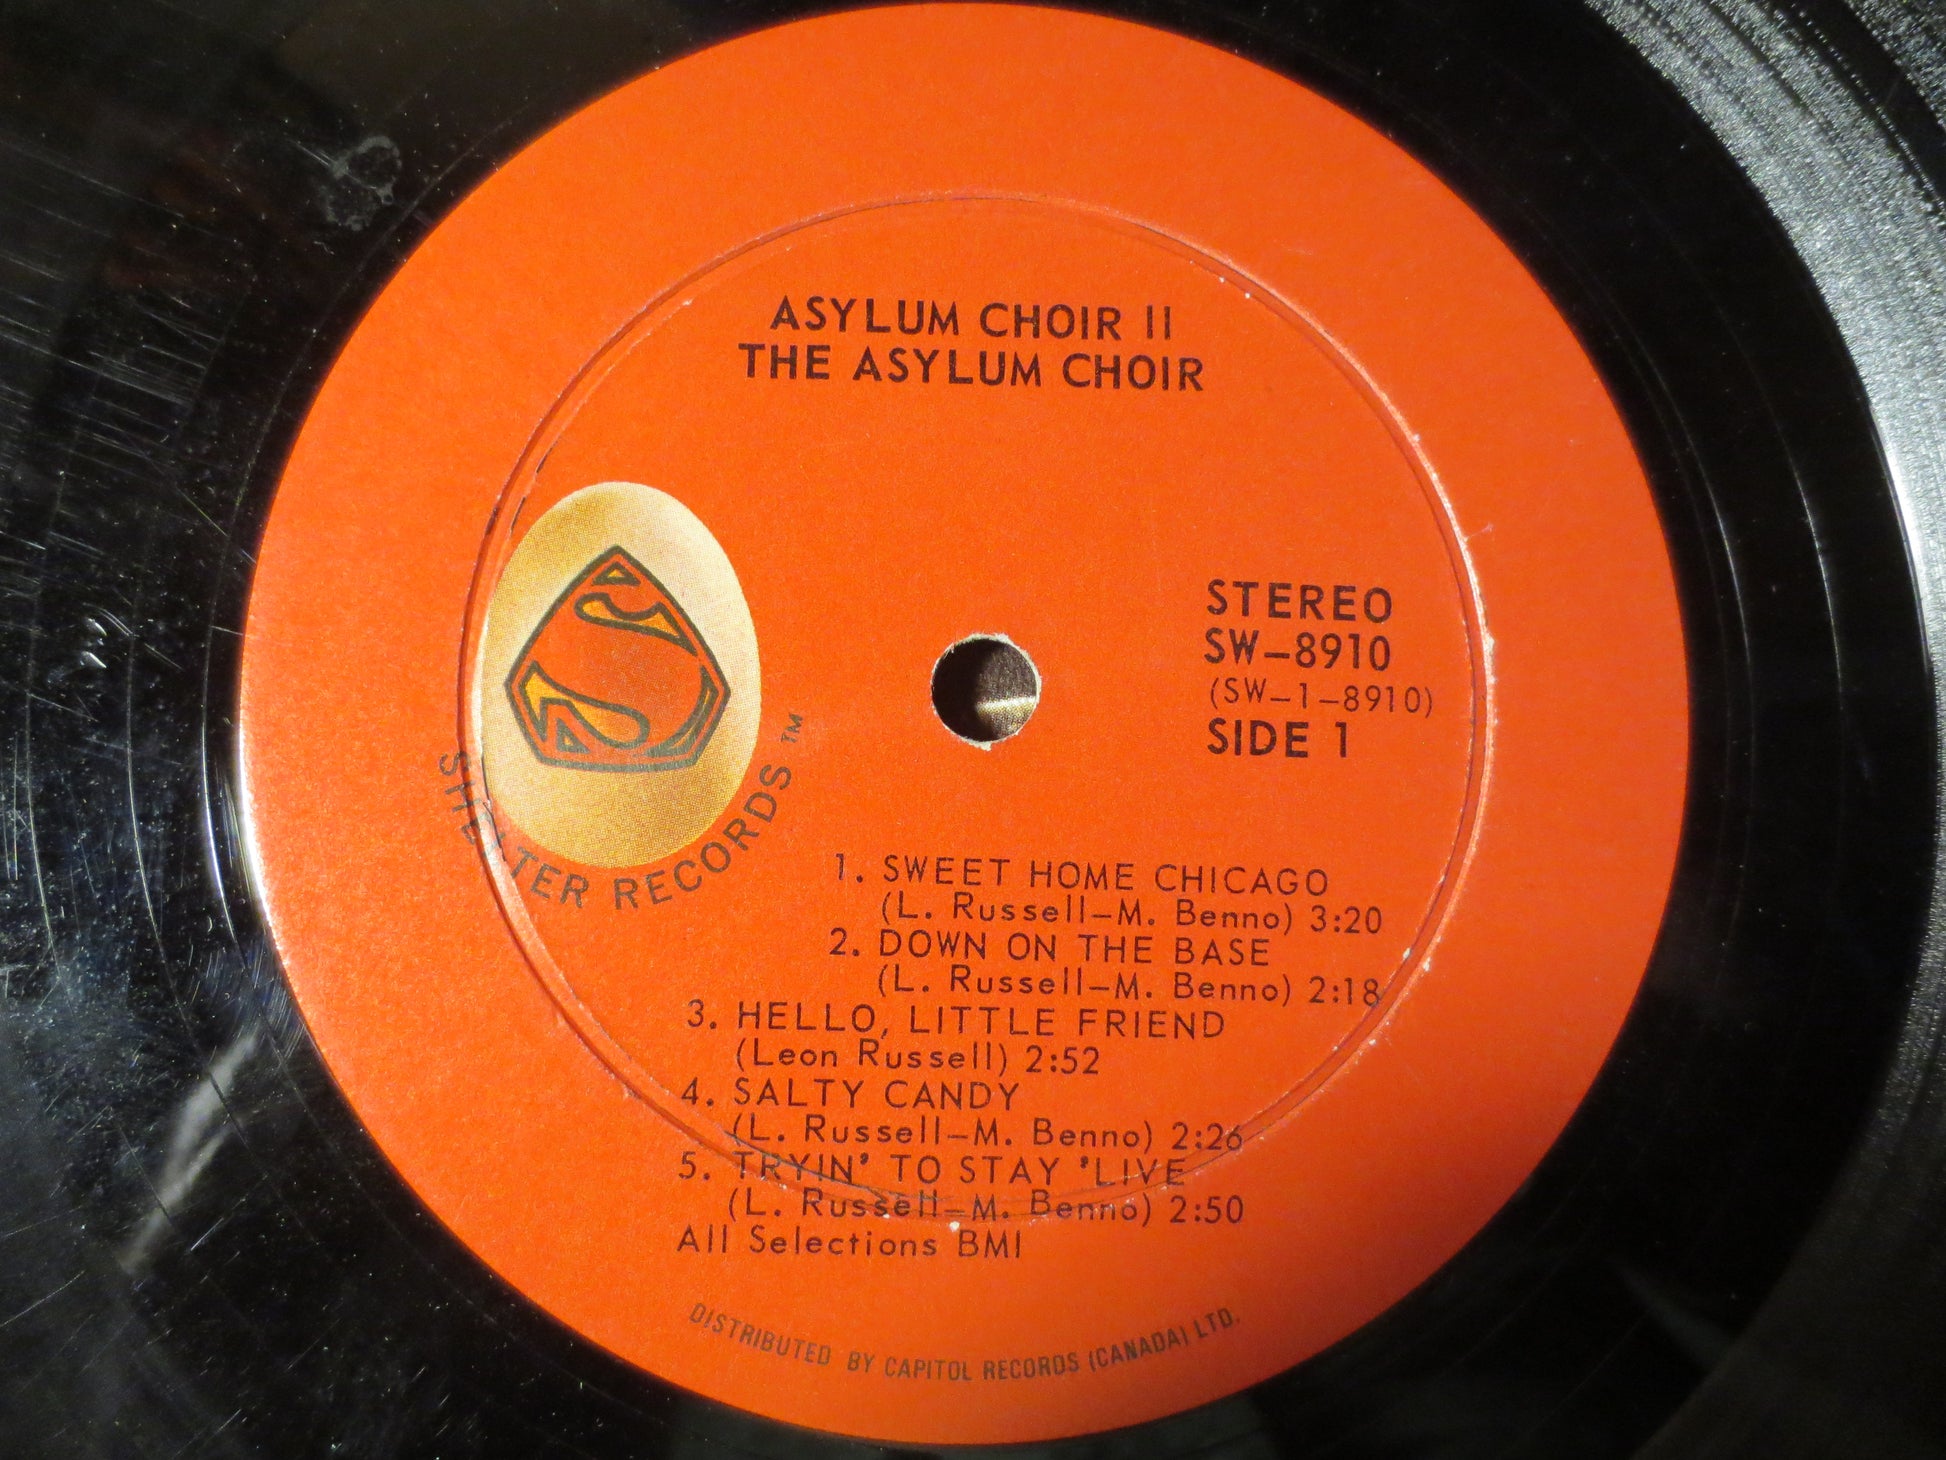 ASYLUM CHOIR II
THE ASYLUM CHOIR
S
SHELTER RECORDS ™
STEREO
SW–8910
(SW–1–8910)
SIDE 1
1. SWEET HOME CHICAGO
(L. Russell–M. Benno) 3:20
2. DOWN ON THE BASE
(L. Russell–M. Benno) 2:18
3. HELLO, LITTLE FRIEND
(Leon Russell) 2:52
4. SALTY CANDY
(L. Russell–M. Benno) 2:26
5. TRYIN' TO STAY 'LIVE
(L. Russell–M. Benno) 2:50
All Selections BMI
DISTRIBUTED BY CAPITOL RECORDS (CANADA) LTD.